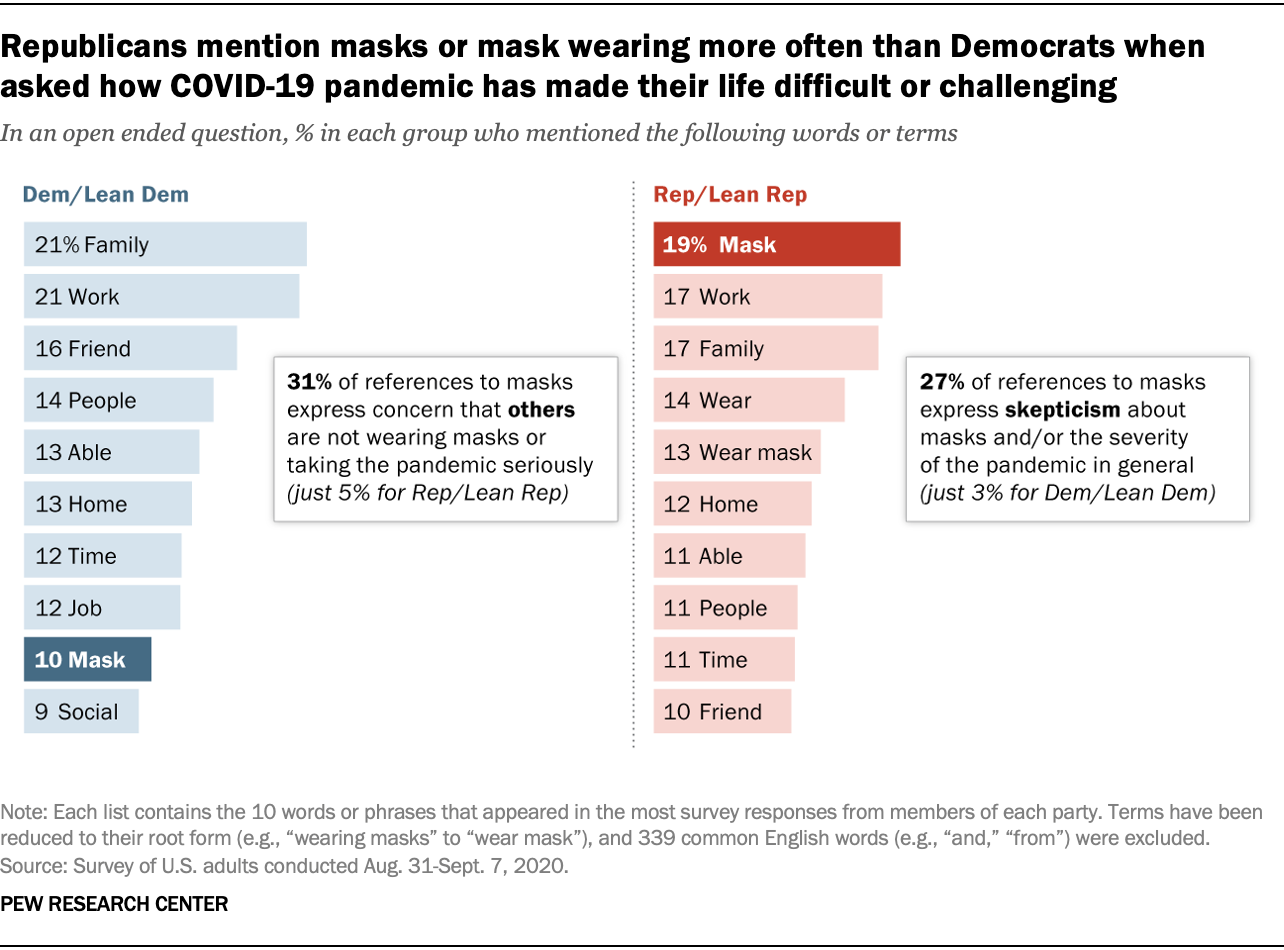 Republicans mention masks or mask wearing more often than Democrats when
asked how COVID-19 pandemic has made their life difficult or challenging
In an open ended question, % in each group who mentioned the following words or terms
Dem/Lean Dem
21% Family
21 Work
16 Friend
14 People
13 Able
13 Home
12 Time
12 Job
10 Mask
9 Social
31% of references to masks
express concern that others
are not wearing masks or
taking the pandemic seriously
(just 5% for Rep/Lean Rep)
Rep/Lean Rep
19% Mask
17 Work
17 Family
14 Wear
13 Wear mask
12 Home
11 Able
11 People
11 Time
10 Friend
27% of references to masks
express skepticism about
masks and/or the severity
of the pandemic in general
(just 3% for Dem/Lean Dem)
Note: Each list contains the 10 words or phrases that appeared in the most survey responses from members of each party. Terms have been
reduced to their root form (e.g., “wearing masks” to “wear mask”), and 339 common English words (e.g., “and,” “from”) were excluded.
Source: Survey of U.S. adults conducted Aug. 31-Sept. 7, 2020.
PEW RESEARCH CENTER